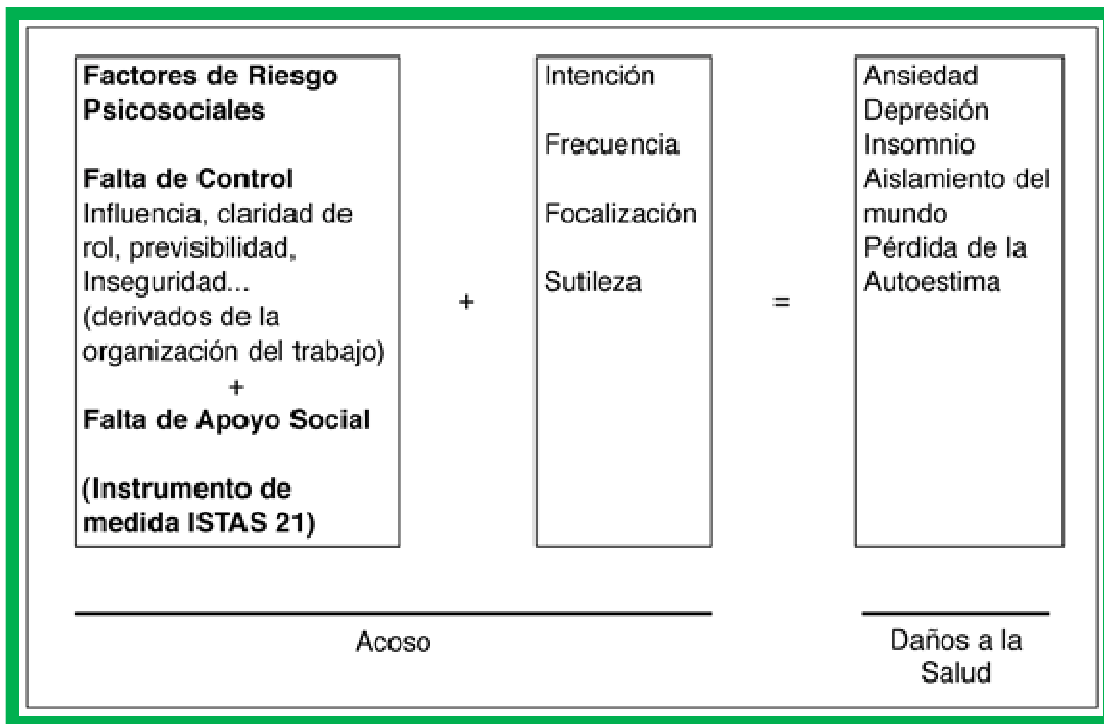 Factores de Riesgo
Psicosociales
Falta de Control
Influencia, claridad de
rol, previsibilidad,
Inseguridad...
(derivados de la
organización del trabajo)
+
Falta de Apoyo Social
(Instrumento de
medida ISTAS 21)
+
Intención
Frecuencia
Focalización
Sutileza
=
Ansiedad
Depresión
Insomnio
Aislamiento del
mundo
Pérdida de la
Autoestima
Acoso
Daños a la
Salud